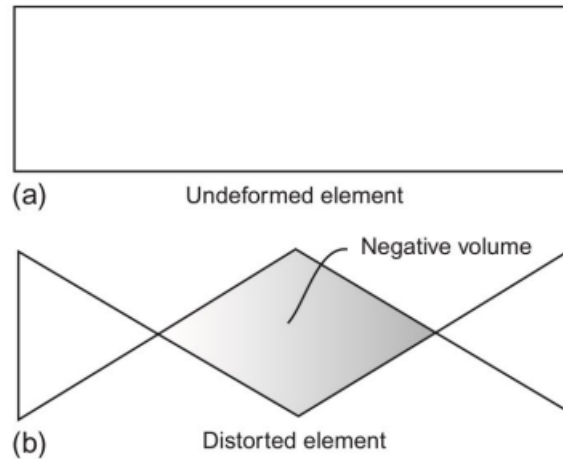 (a)
Undeformed element
Negative volume
(b)
Distorted element